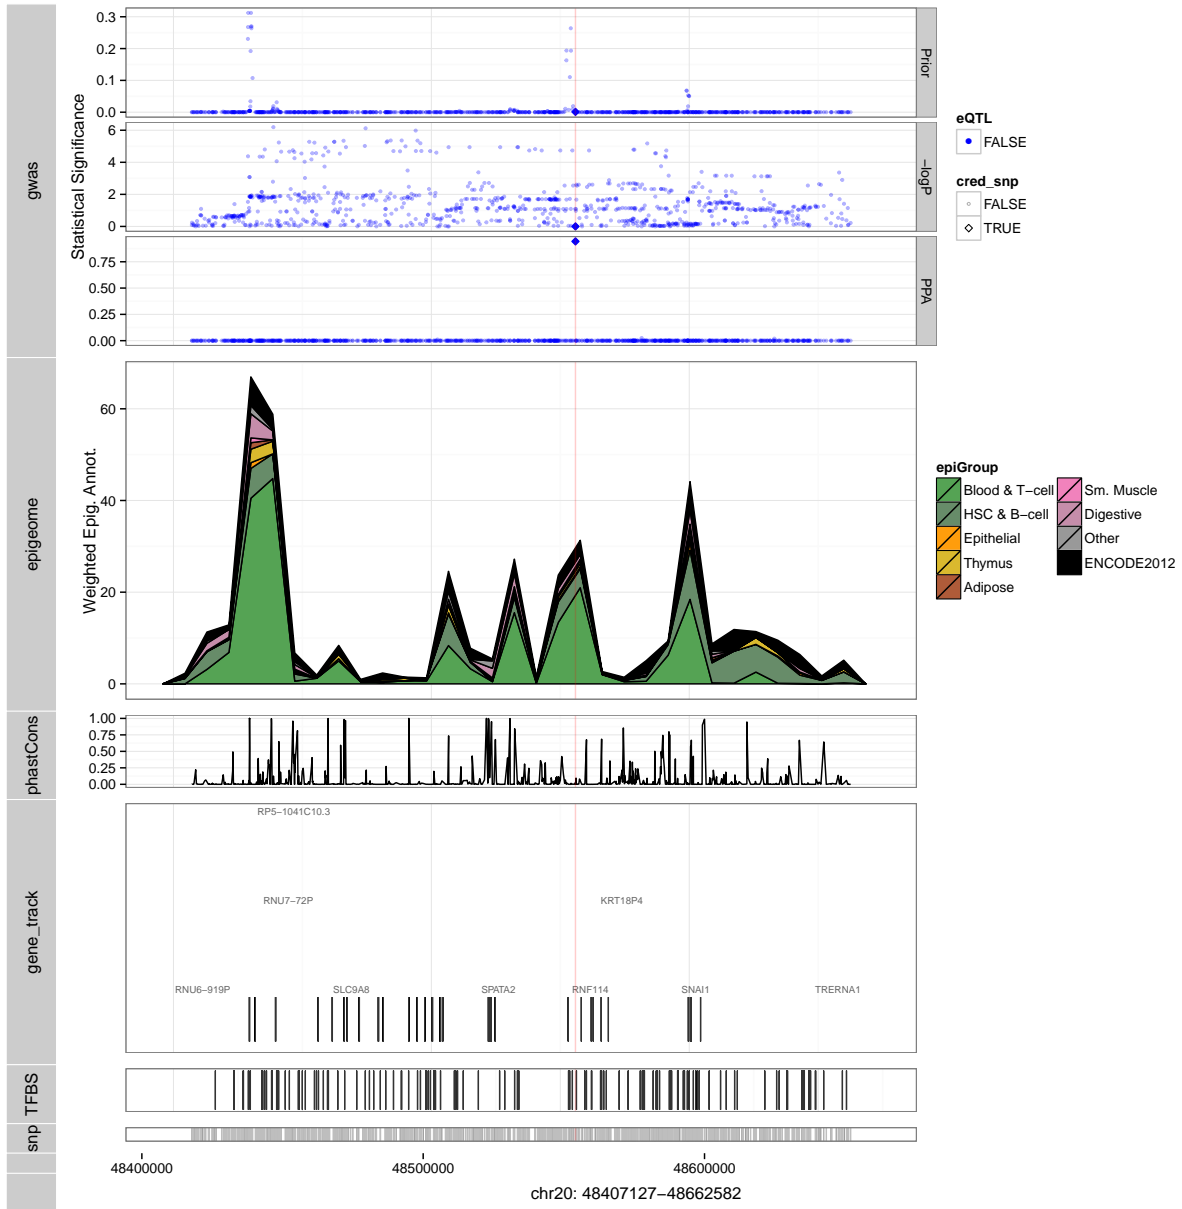 gwas
Statistical Significance
0.3
0.2
0.1
0.0
Prior
6
4
2
0
−logP
0.75
0.50
0.25
0.00
PPA
eQTL
FALSE
cred_snp
FALSE
TRUE
epigeome
Weighted Epig. Annot.
60
40
20
0
epiGroup
Blood & T−cell
HSC & B−cell
Epithelial
Thymus
Adipose
Sm. Muscle
Digestive
Other
ENCODE2012
phastCons
1.00
0.75
0.50
0.25
0.00
gene_track
RP5−1041C10.3
RNU7−72P
KRT18P4
RNU6−919P
SLC9A8
SPATA2
RNF114
SNAI1
TRERNA1
TFBS
snp
48400000
48500000
48600000
chr20: 48407127−48662582